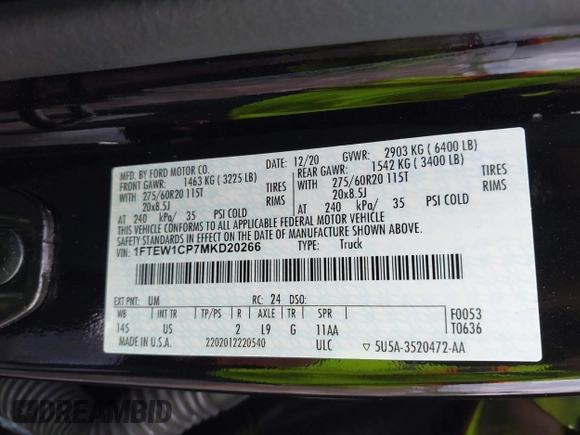 MFD. BY FORD MOTOR CO.
DATE: 12/20 GVWR: 2903 KG ( 6400 LB)
FRONT GAWR: 1463 KG ( 3225 LB)
REAR GAWR: 1542 KG ( 3400 LB)
WITH 275/60R20 115T TIRES
WITH 275/60R20 115T TIRES
20x8.5J RIMS
20x8.5J RIMS
AT 240 kPa/ 35 PSI COLD
AT 240 kPa/ 35 PSI COLD
THIS VEHICLE CONFORMS TO ALL APPLICABLE FEDERAL MOTOR VEHICLE
SAFETY STANDARDS IN EFFECT ON THE DATE OF MANUFACTURE SHOWN ABOVE.
VIN: 1FTEW1CP7MKD20266 TYPE: Truck
EXT PNT: UM RC: 24 DSO:
WB INT TR TP/PS R AXLE TR SPR
145 US 2 L9 G 11AA
F0053
T0636
MADE IN U.S.A. 2202012220540 ULC 5U5A-3520472-AA
DREAMBID